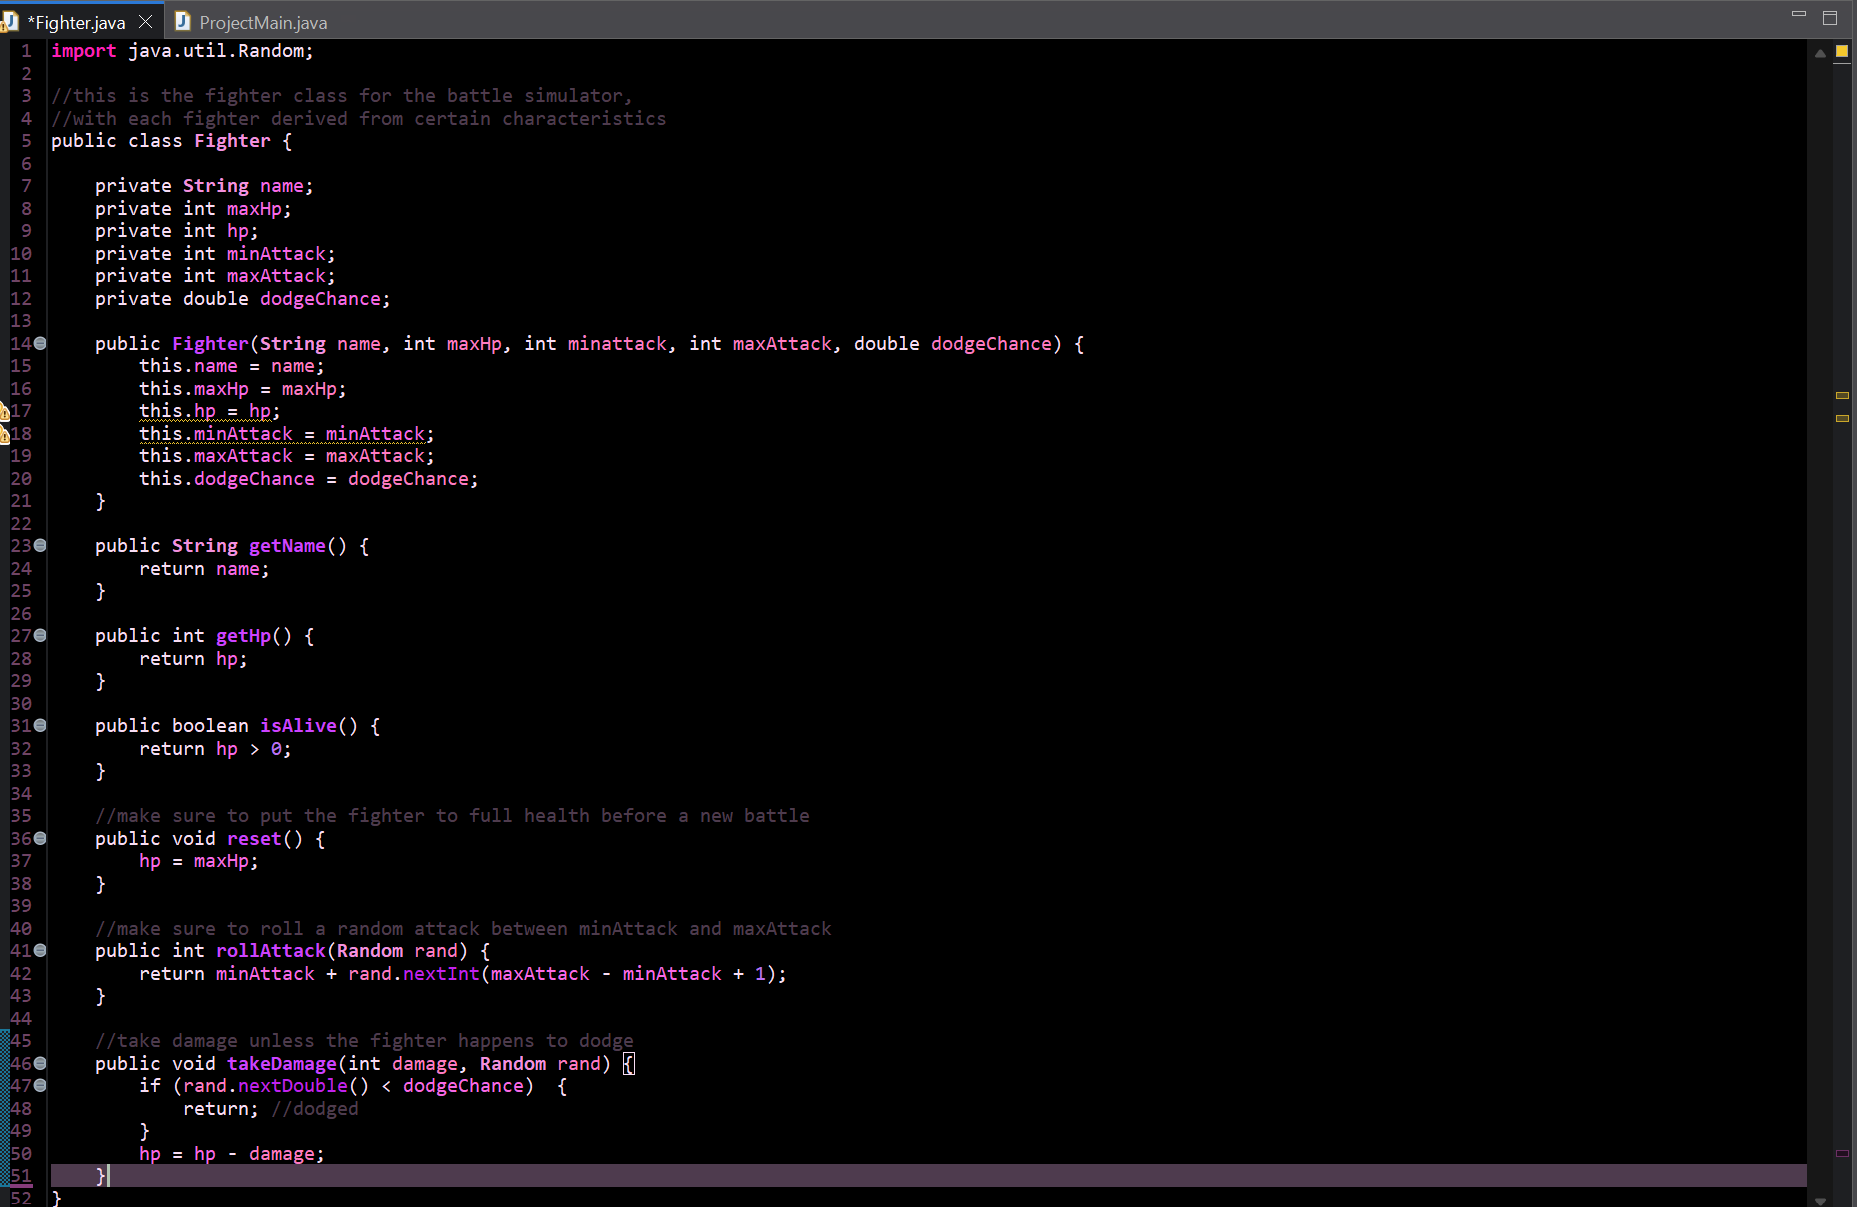 *Fighter.java ProjectMain.java
1 import java.util.Random;
2
3 //this is the fighter class for the battle simulator,
4 //with each fighter derived from certain characteristics
5 public class Fighter {
6
7 private String name;
8 private int maxHp;
9 private int hp;
10 private int minAttack;
11 private int maxAttack;
12 private double dodgeChance;
13
14 public Fighter(String name, int maxHp, int minattack, int maxAttack, double dodgeChance) {
15 this.name = name;
16 this.maxHp = maxHp;
17 this.hp = hp;
18 this.minAttack = minAttack;
19 this.maxAttack = maxAttack;
20 this.dodgeChance = dodgeChance;
21 }
22
23 public String getName() {
24 return name;
25 }
26
27 public int getHp() {
28 return hp;
29 }
30
31 public boolean isAlive() {
32 return hp > 0;
33 }
34
35 //make sure to put the fighter to full health before a new battle
36 public void reset() {
37 hp = maxHp;
38 }
39
40 //make sure to roll a random attack between minAttack and maxAttack
41 public int rollAttack(Random rand) {
42 return minAttack + rand.nextInt(maxAttack - minAttack + 1);
43 }
44
45 //take damage unless the fighter happens to dodge
46 public void takeDamage(int damage, Random rand) {
47 if (rand.nextDouble() < dodgeChance)  {
48 return; //dodged
49 }
50 hp = hp - damage;
51 }
52 }